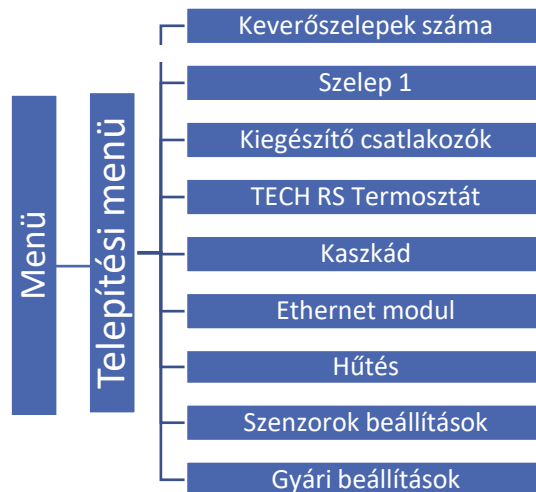 Menü
Telepítési menü
Keverőszelepek száma
Szelep 1
Kiegészítő csatlakozók
TECH RS Termosztát
Kaszkád
Ethernet modul
Hűtés
Szenzorok beállítások
Gyári beállítások